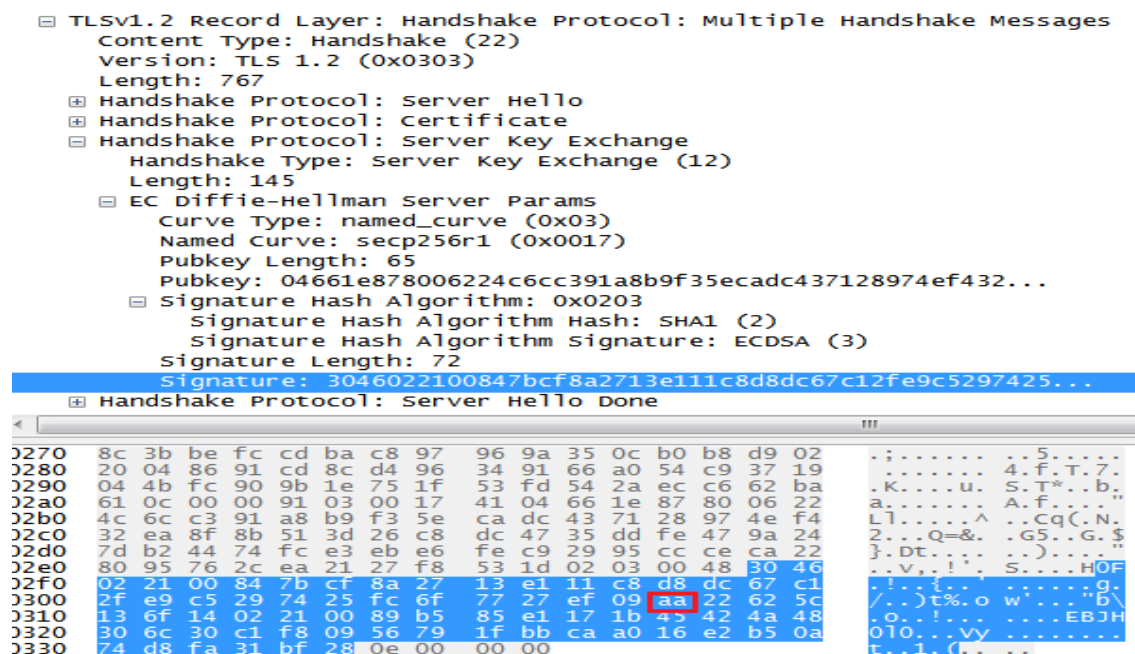 TLSv1.2 Record Layer: Handshake Protocol: Multiple Handshake Messages
Content Type: Handshake (22)
Version: TLS 1.2 (0x0303)
Length: 767
Handshake Protocol: Server Hello
Handshake Protocol: Certificate
Handshake Protocol: Server Key Exchange
Handshake Type: Server Key Exchange (12)
Length: 145
EC Diffie-Hellman Server Params
Curve Type: named_curve (0x03)
Named Curve: secp256r1 (0x0017)
Pubkey Length: 65
Pubkey: 04661e878006224c6cc391a8b9f35ecadc437128974ef432...
Signature Hash Algorithm: 0x0203
Signature Hash Algorithm Hash: SHA1 (2)
Signature Hash Algorithm Signature: ECDSA (3)
Signature Length: 72
Signature: 3046022100847bcf8a2713e111c8d8dc67c12fe9c5297425...
Handshake Protocol: Server Hello Done
0270 8c 3b be fc cd ba c8 97 96 9a 35 0c b0 b8 d9 02 .;...... ..5.....
0280 20 04 86 91 cd 8c d4 96 34 91 66 a0 54 c9 37 19 ....... 4.f.T.7.
0290 04 4b fc 90 9b 1e 75 1f 53 fd 54 2a ec c6 62 ba .K....u. S.T*..b.
02a0 61 0c 00 00 91 03 00 17 41 04 66 1e 87 80 06 22 a....... A.f...."
02b0 4c 6c c3 91 a8 b9 f3 5e ca dc 43 71 28 97 4e f4 Ll.....^ ..Cq(.N.
02c0 32 ea 8f 8b 51 3d 26 c8 dc 47 35 dd fe 47 9a 24 2...Q=&. .G5..G.$
02d0 7d b2 44 74 fc e3 eb e6 fe c9 29 95 cc ce ca 22 }.Dt.... ..)...."
02e0 80 95 76 2c ea 21 27 f8 53 1d 02 03 00 48 30 46 ..v,.!'. S....H0F
02f0 02 21 00 84 7b cf 8a 27 13 e1 11 c8 d8 dc 67 c1 .!..{..' ......g.
0300 2f e9 c5 29 74 25 fc 6f 77 27 ef 09 aa 22 62 5c /..)t%.o w'..."b\
0310 13 6f 14 02 21 00 89 b5 85 e1 17 1b 45 42 4a 48 .o..!... ....EBJH
0320 30 6c 30 c1 f8 09 56 79 1f bb ca a0 16 e2 b5 0a 0l0...Vy ........
0330 74 d8 fa 31 bf 28 0e 00 00 00 t..1.(.. ..